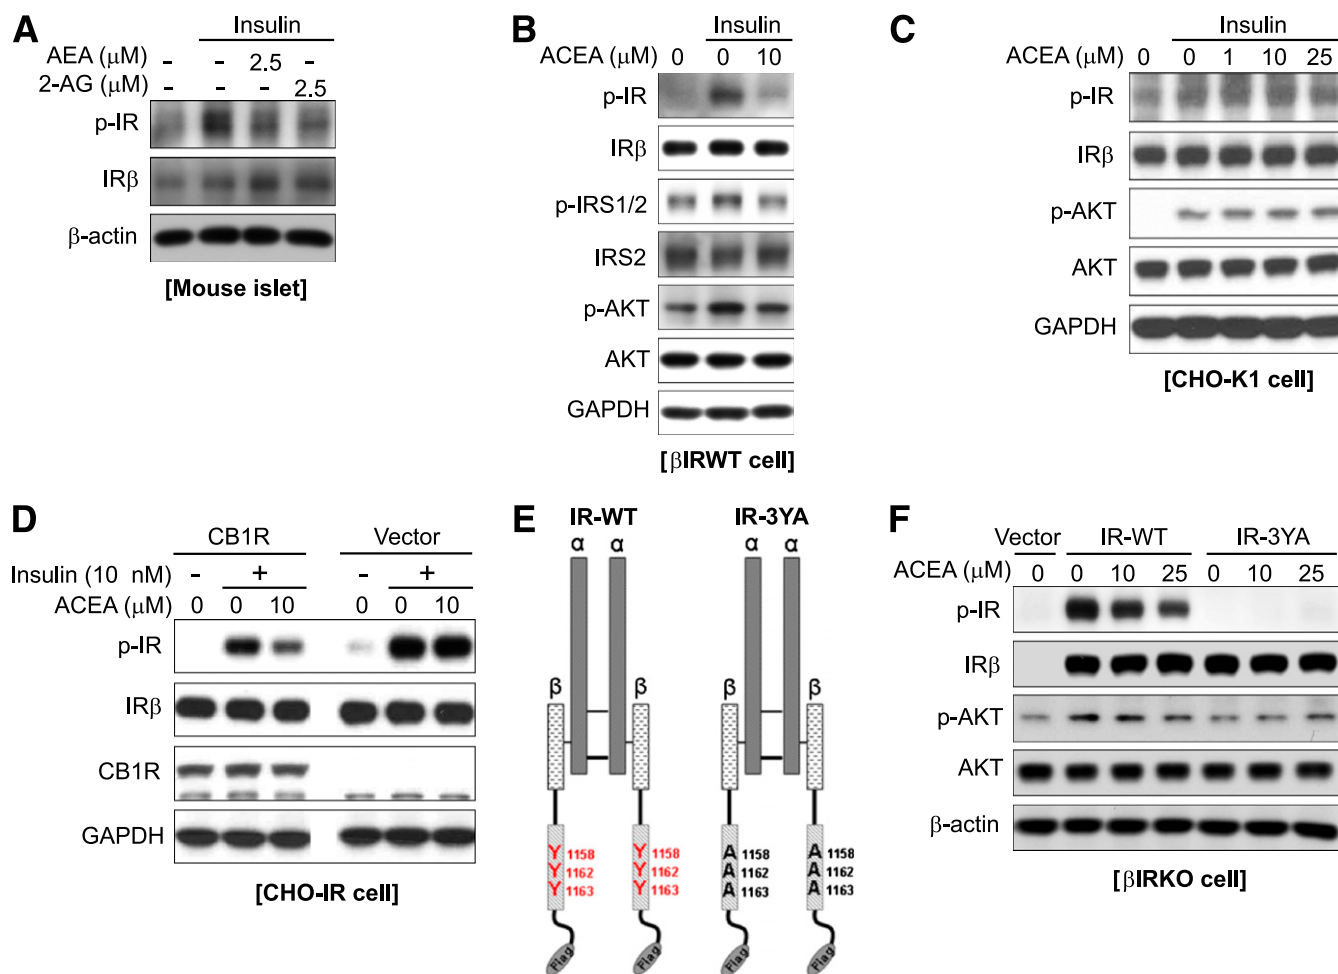 A
Insulin
AEA (μM) - - 2.5 -
2-AG (μM) - - - 2.5
p-IR
IRβ
β-actin
[Mouse islet]
B
Insulin
ACEA (μM) 0 0 10
p-IR
IRβ
p-IRS1/2
IRS2
p-AKT
AKT
GAPDH
[βIRWT cell]
C
Insulin
ACEA (μM) 0 0 1 10 25
p-IR
IRβ
p-AKT
AKT
GAPDH
[CHO-K1 cell]
D
CB1R Vector
Insulin (10 nM) - + - +
ACEA (μM) 0 0 10 0 0 10
p-IR
IRβ
CB1R
GAPDH
[CHO-IR cell]
E
IR-WT IR-3YA
α α α α
β β β β
Y 1158 Y 1158 A 1158 A 1158
Y 1162 Y 1162 A 1162 A 1162
Y 1163 Y 1163 A 1163 A 1163
Flag Flag Flag Flag
F
Vector IR-WT IR-3YA
ACEA (μM) 0 0 10 25 0 10 25
p-IR
IRβ
p-AKT
AKT
β-actin
[βIRKO cell]